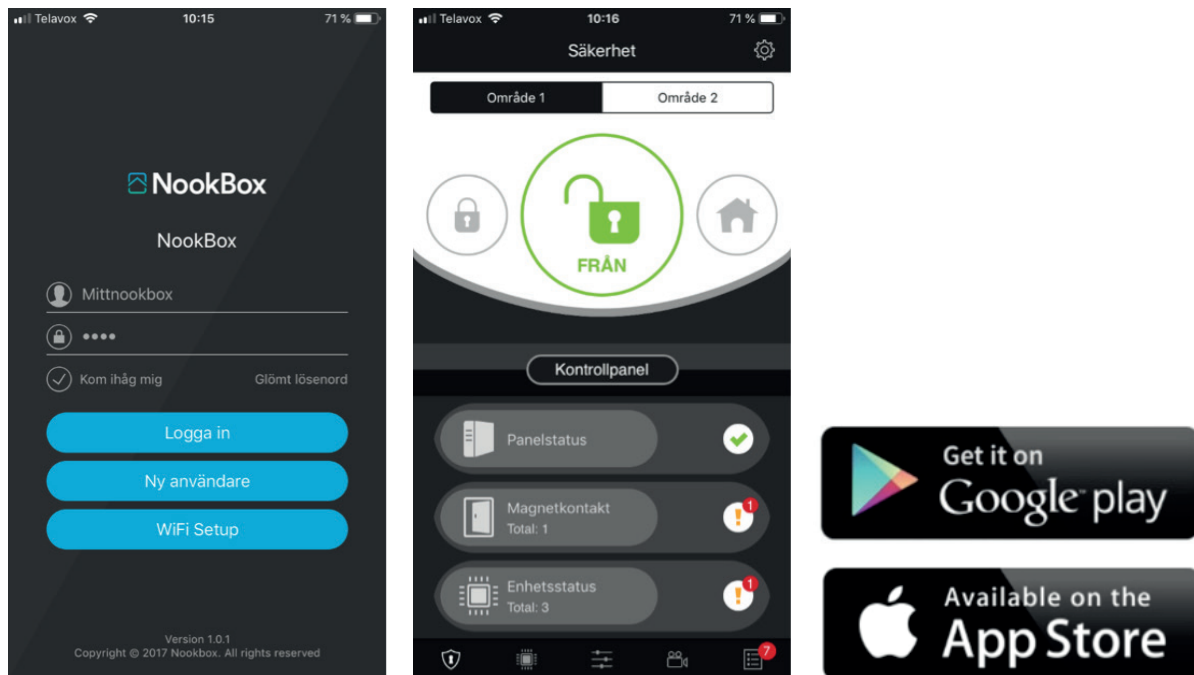 Telavox 10:15 71 %
NookBox
NookBox
Mittnookbox
••••
Kom ihåg mig Glömt lösenord
Logga in
Ny användare
WiFi Setup
Version 1.0.1
Copyright © 2017 Nookbox. All rights reserved
Telavox 10:16 71 %
Säkerhet
Område 1 Område 2
FRÅN
Kontrollpanel
Panelstatus
Magnetkontakt
Total: 1
1
Enhetsstatus
Total: 3
1
7
Get it on
Google play
Available on the
App Store